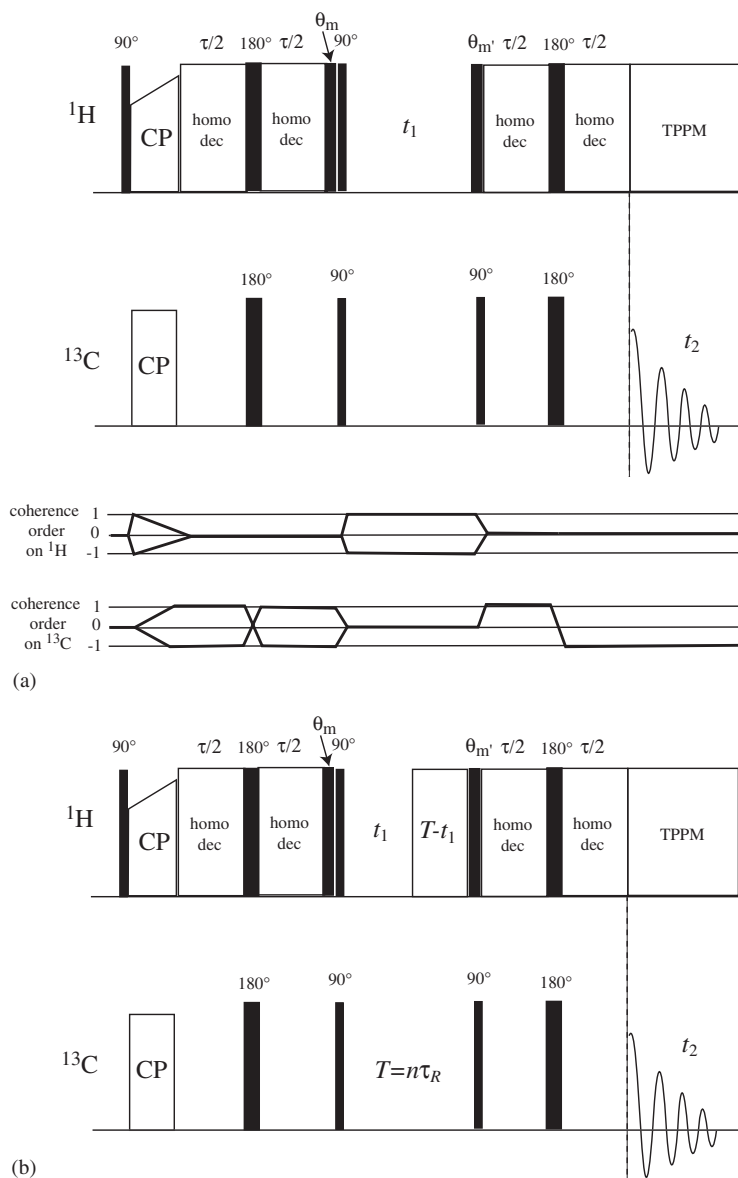 θm
90° τ/2 180° τ/2 90° θm' τ/2 180° τ/2
1H CP homo dec homo dec t1 homo dec homo dec TPPM
180° 90° 90° 180°
13C CP t2
coherence order on 1H 1 0 -1
coherence order on 13C 1 0 -1
(a)
θm
90° τ/2 180° τ/2 90° θm' τ/2 180° τ/2
1H CP homo dec homo dec t1 T-t1 homo dec homo dec TPPM
180° 90° 90° 180°
13C CP T=nτR t2
(b)